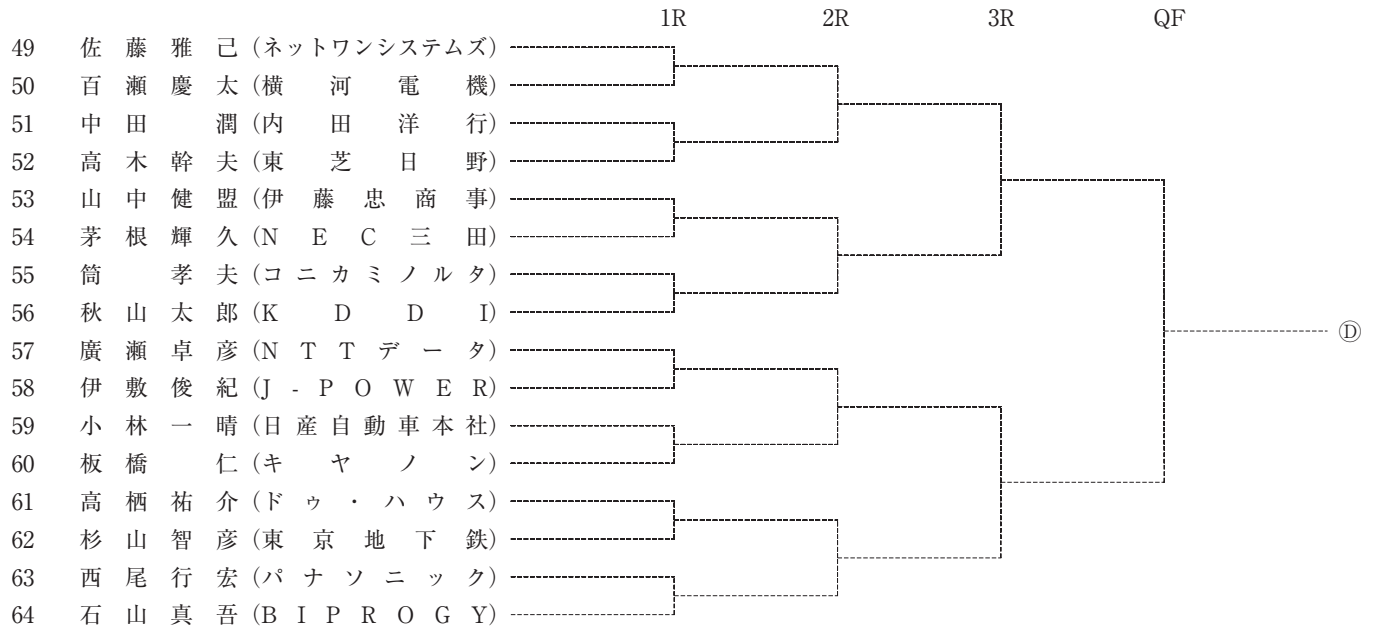 1R 2R 3R QF
49 佐藤雅己(ネットワンシステムズ)
50 百瀬慶太(横河電機)
51 中田潤(内田洋行)
52 高木幹夫(東芝日野)
53 山中健盟(伊藤忠商事)
54 茅根輝久(NEC三田)
55 筒孝夫(コニカミノルタ)
56 秋山太郎(KDDI)
Ⓓ
57 廣瀬卓彦(NTTデータ)
58 伊敷俊紀(J-POWER)
59 小林一晴(日産自動車本社)
60 板橋仁(キヤノン)
61 高栖祐介(ドゥ・ハウス)
62 杉山智彦(東京地下鉄)
63 西尾行宏(パナソニック)
64 石山真吾(BIPROGY)